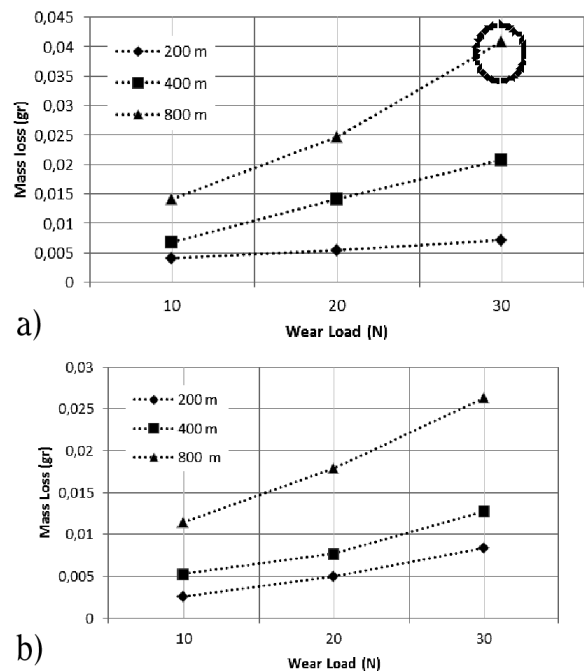 0,045
0,04
0,035
0,03
0,025
0,02
0,015
0,01
0,005
0
Mass loss (gr)
200 m
400 m
800 m
10 20 30
Wear Load (N)
a)
0,03
0,025
0,02
0,015
0,01
0,005
0
Mass Loss (gr)
200 m
400 m
800 m
10 20 30
Wear Load (N)
b)